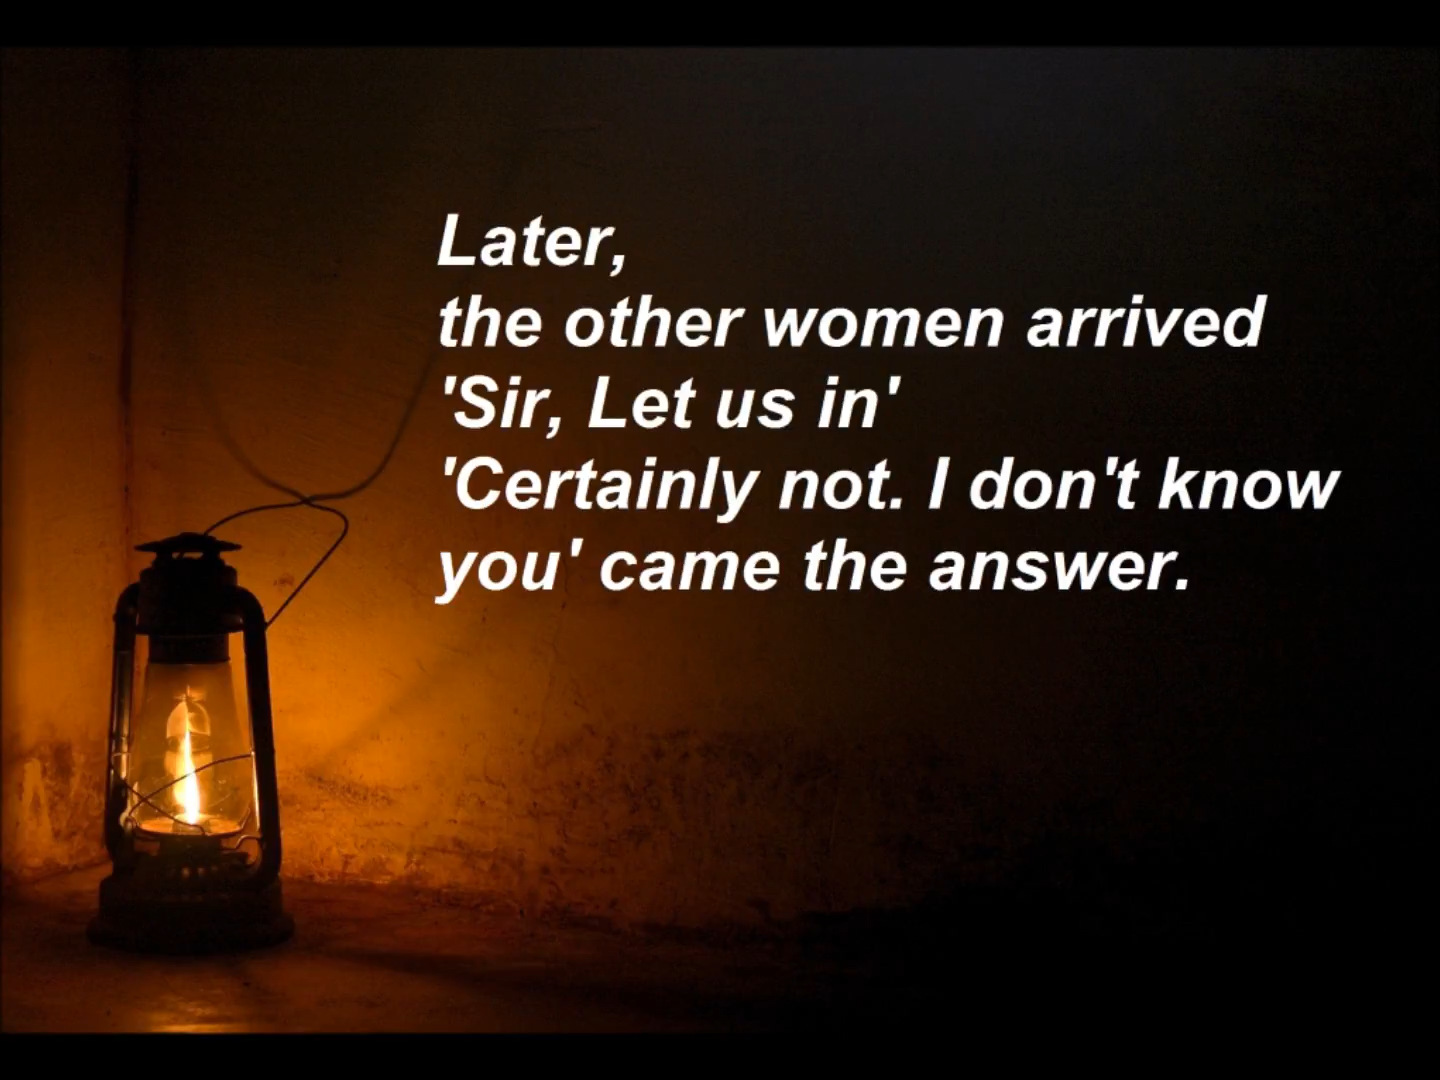 Later,
the other women arrived
'Sir, Let us in'
'Certainly not. I don't know
you' came the answer.